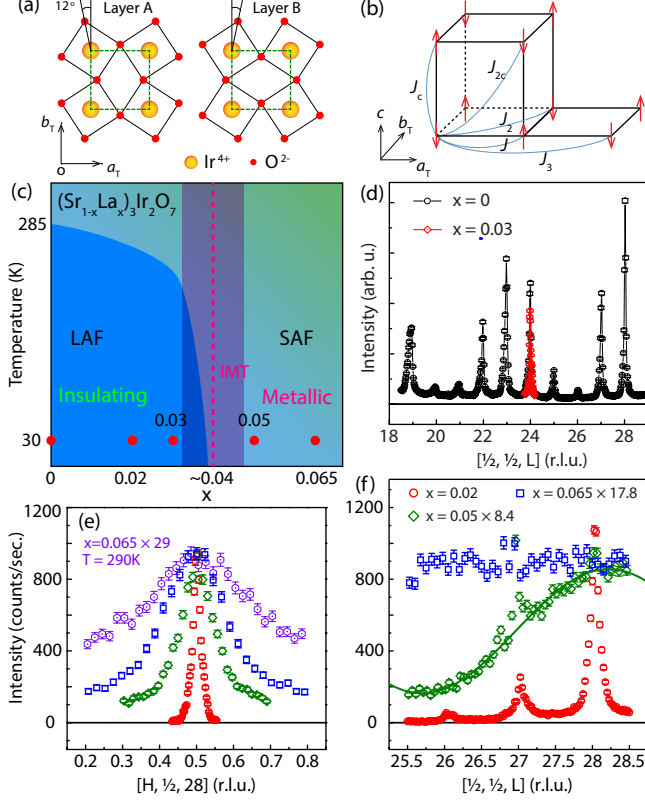 (a) 12° Layer A Layer B
b_T
o a_T Ir⁴⁺ O²⁻
(b)
J_c J_2c
c b_T J_2
J
a_T J_3
(c)
(Sr₁₋ₓLaₓ)₃Ir₂O₇
285
Temperature (K)
LAF SAF
IMT
Insulating Metallic
0.03 0.05
30
0 0.02 ~0.04 0.065
x
(d)
x = 0
x = 0.03
Intensity (arb. u.)
18 20 22 24 26 28
[½, ½, L] (r.l.u.)
(e)
x=0.065 × 29
T = 290K
Intensity (counts/sec.)
1200
800
400
0
0.2 0.3 0.4 0.5 0.6 0.7 0.8
[H, ½, 28] (r.l.u.)
(f)
x = 0.02 x = 0.065 × 17.8
x = 0.05 × 8.4
1200
800
400
0
25.5 26.0 26.5 27.0 27.5 28.0 28.5
[½, ½, L] (r.l.u.)